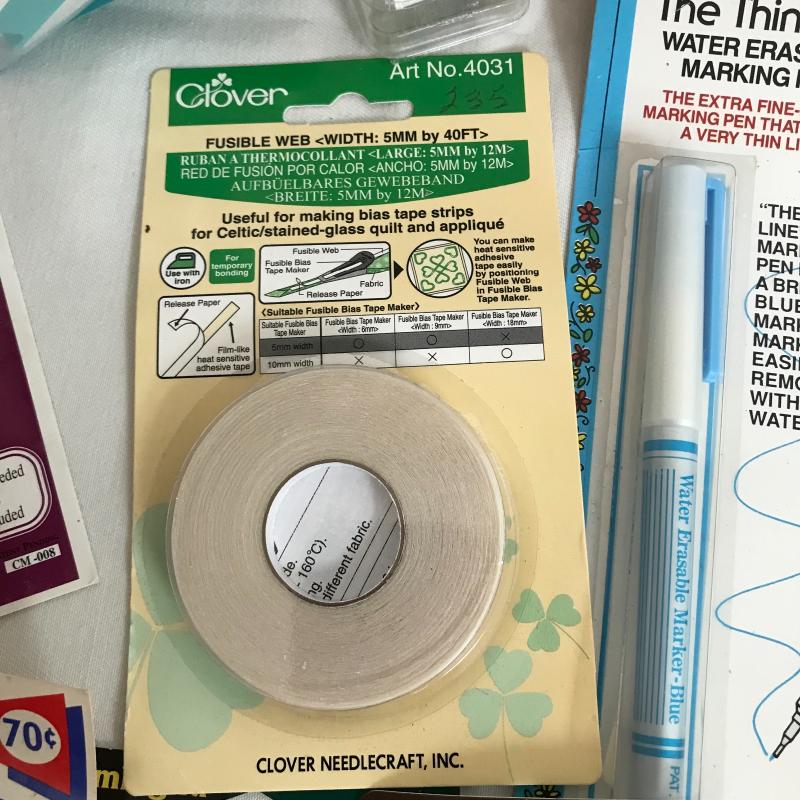 Clover
Art No.4031
235
FUSIBLE WEB <WIDTH: 5MM by 40FT>
RUBAN A THERMOCOLLANT <LARGE: 5MM by 12M>
RED DE FUSIÓN POR CALOR <ANCHO: 5MM by 12M>
AUFBÜELBARES GEWEBEBAND
<BREITE: 5MM by 12M>
Useful for making bias tape strips
for Celtic/stained-glass quilt and appliqué
Use with
iron
For
temporary
bonding
Fusible Web
Fusible Bias
Tape Maker
Fabric
Release Paper
You can make
heat sensitive
adhesive
tape easily
by positioning
Fusible Web
in Fusible Bias
Tape Maker.
Release Paper
Film-like
heat sensitive
adhesive tape
<Suitable Fusible Bias Tape Maker>
Suitable Fusible Bias
Tape Maker
Fusible Bias Tape Maker
<Width : 6mm>
Fusible Bias Tape Maker
<Width : 9mm>
Fusible Bias Tape Maker
<Width : 18mm>
5mm width ○ ○ ×
10mm width × × ○
de.
- 160°C).
ng.
different fabric.
CLOVER NEEDLECRAFT, INC.
The Thin
WATER ERAS
MARKING
THE EXTRA FINE-
MARKING PEN THAT
A VERY THIN LI
"THE
LINE
MAR
PEN
A BR
BLUE
MAR
MARK
EASI
REMO
WITH
WATE
Water Erasable Marker-Blue
PAT
eded
uded
PENDING
CM -008
70¢